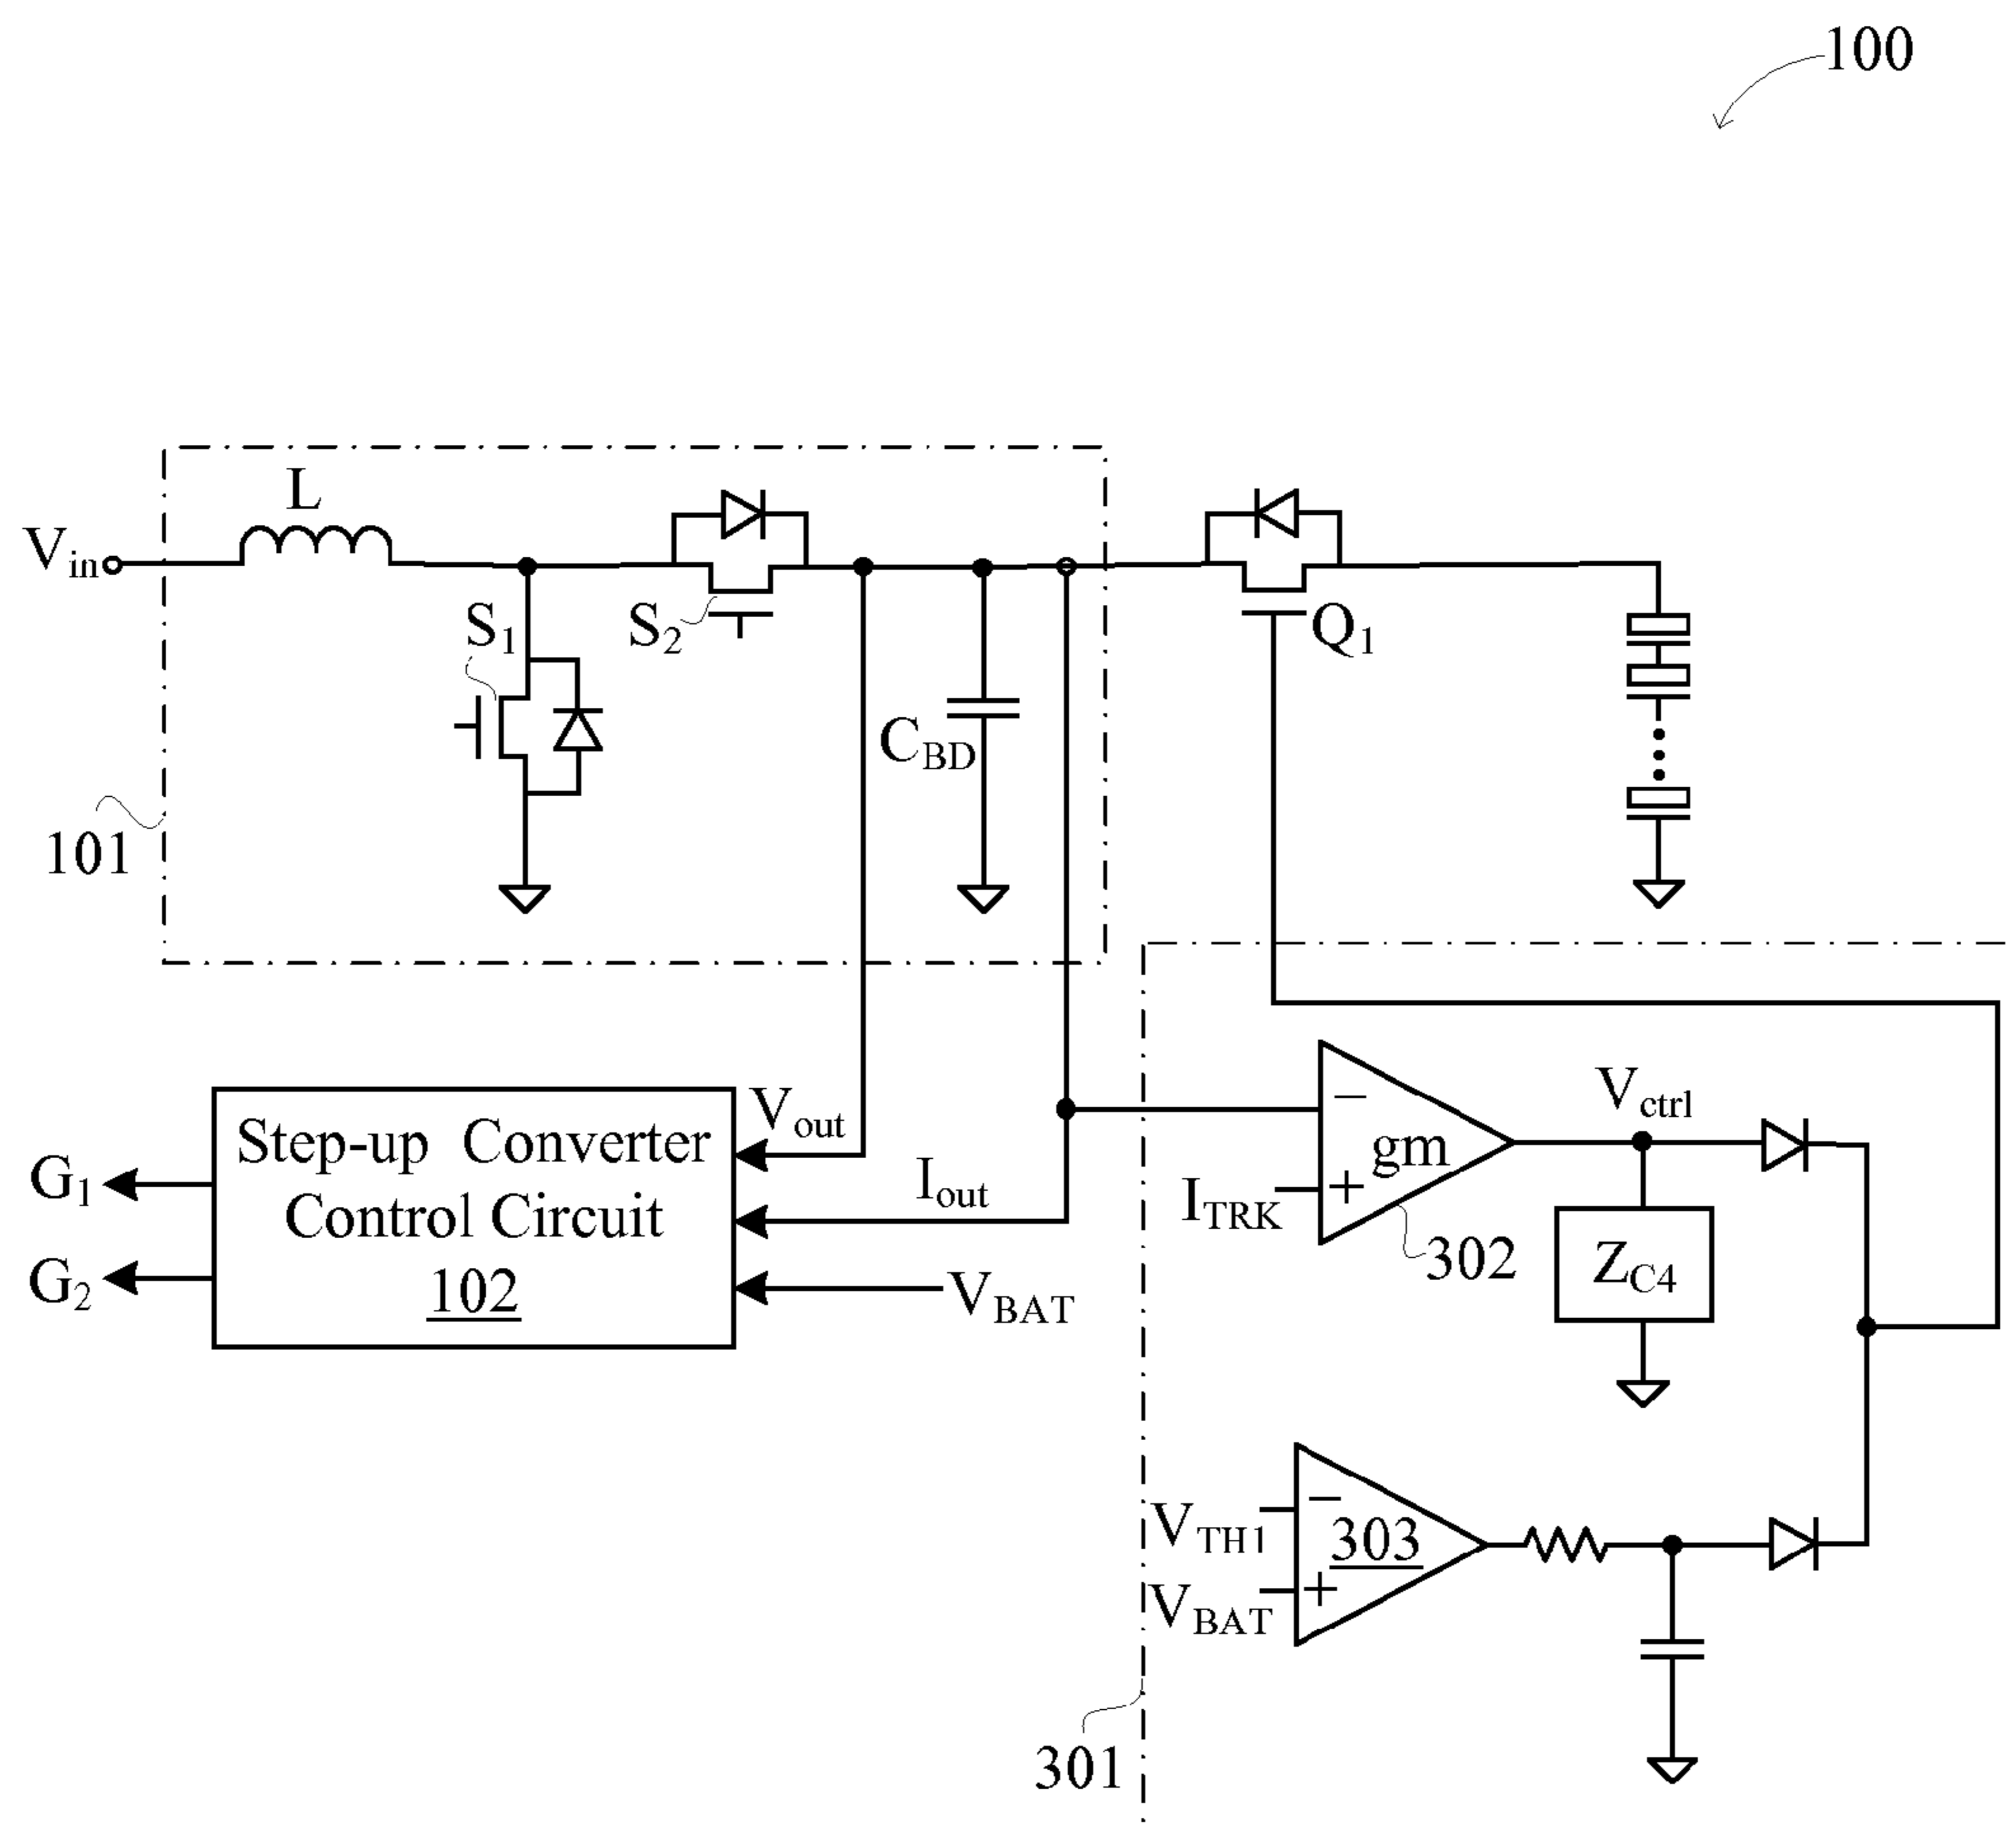 100
L
Vin
S1
S2
Q1
CBD
101
Vout
Step-up Converter
Control Circuit
102
G1
G2
Iout
VBAT
−
gm
+
ITRK
302
Vctrl
ZC4
VTH1
−
303
+
VBAT
301